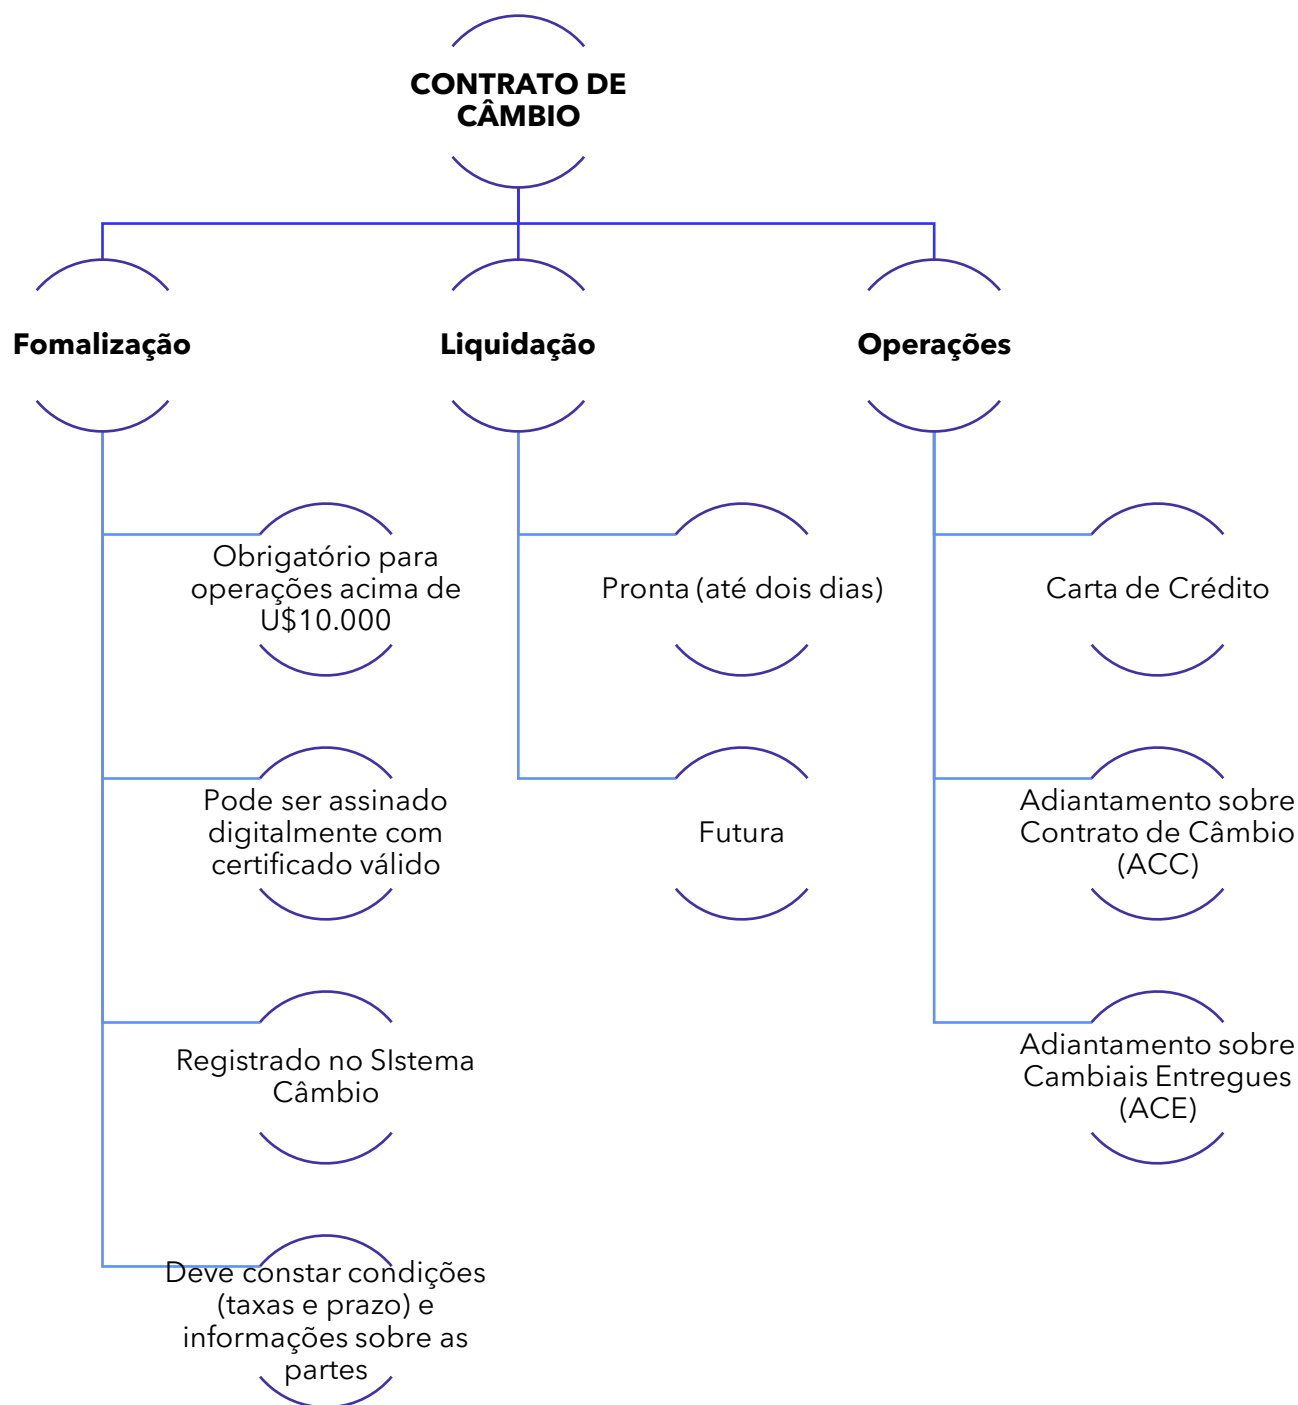 CONTRATO DE
CÂMBIO
Fomalização
Liquidação
Operações
Obrigatório para
operações acima de
U$10.000
Pronta (até dois dias)
Carta de Crédito
Pode ser assinado
digitalmente com
certificado válido
Futura
Adiantamento sobre
Contrato de Câmbio
(ACC)
Registrado no SIstema
Câmbio
Adiantamento sobre
Cambiais Entregues
(ACE)
Deve constar condições
(taxas e prazo) e
informações sobre as
partes